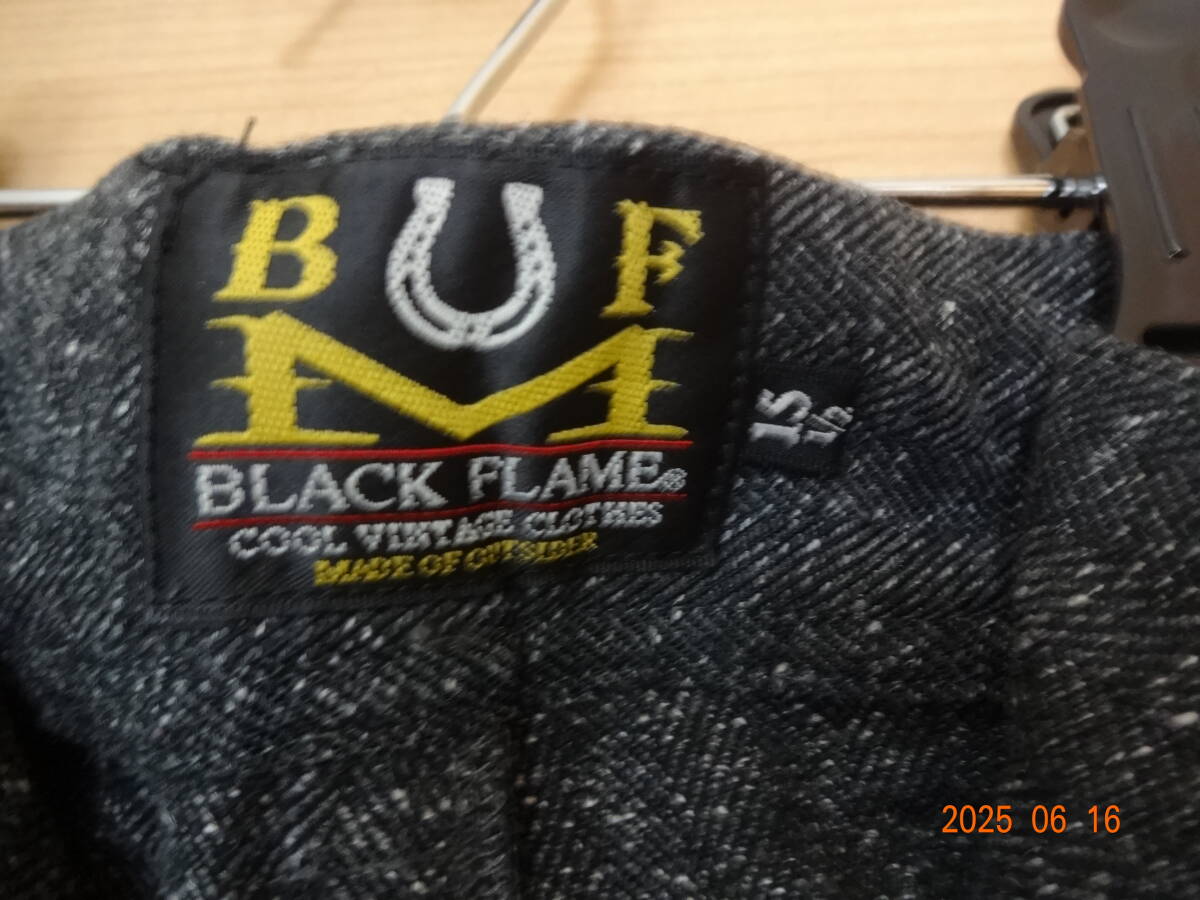 B F
M
BLACK FLAME®
COOL VINTAGE CLOTHES
MADE OF OUTSIDER
15 1/2
2025 06 16